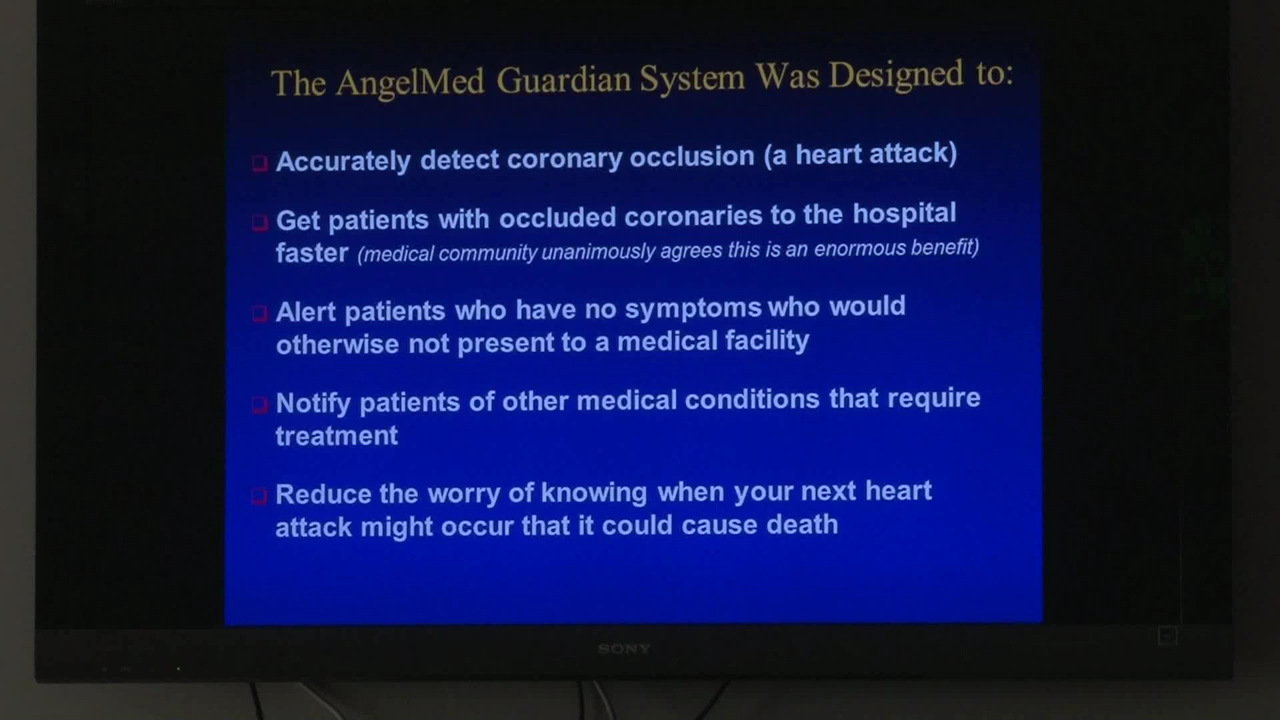 The AngelMed Guardian System Was Designed to:
Accurately detect coronary occlusion (a heart attack)
Get patients with occluded coronaries to the hospital
faster (medical community unanimously agrees this is an enormous benefit)
Alert patients who have no symptoms who would
otherwise not present to a medical facility
Notify patients of other medical conditions that require
treatment
Reduce the worry of knowing when your next heart
attack might occur that it could cause death
SONY